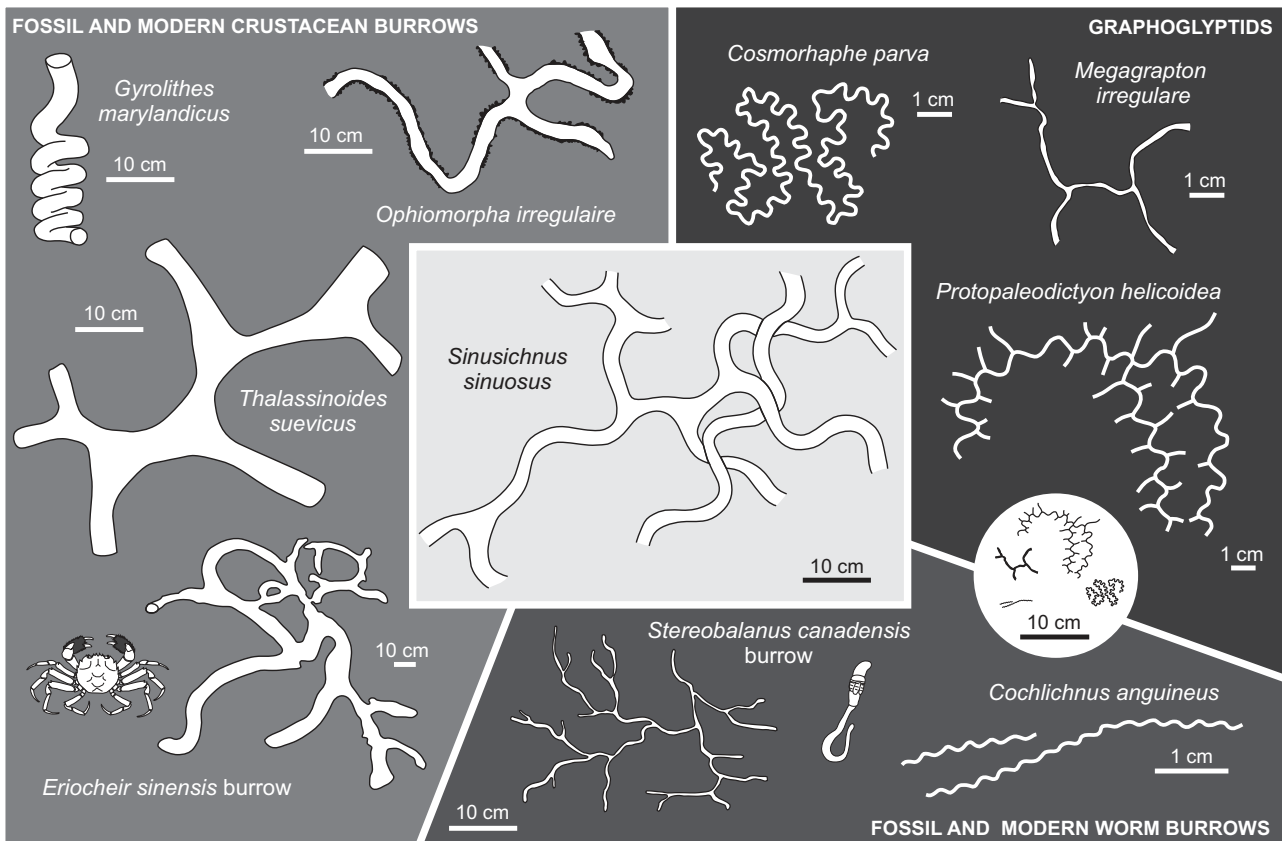 FOSSIL AND MODERN CRUSTACEAN BURROWS
Gyrolithes
marylandicus
10 cm
10 cm
Ophiomorpha irregulaire
10 cm
Thalassinoides
suevicus
10 cm
Eriocheir sinensis burrow
GRAPHOGLYPTIDS
Cosmorhaphe parva
1 cm
Megagrapton
irregulare
1 cm
Protopaleodictyon helicoidea
1 cm
10 cm
Sinusichnus
sinuosus
10 cm
Stereobalanus canadensis
burrow
10 cm
Cochlichnus anguineus
1 cm
FOSSIL AND MODERN WORM BURROWS